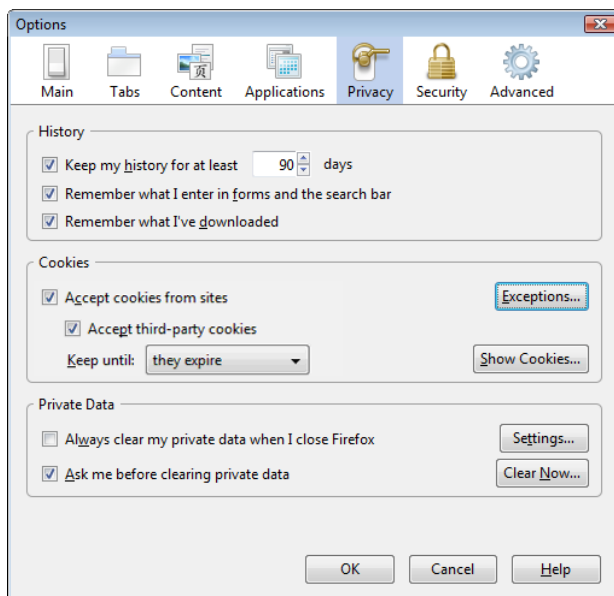 Options
Main Tabs Content Applications Privacy Security Advanced
History
Keep my history for at least 90 days
Remember what I enter in forms and the search bar
Remember what I've downloaded
Cookies
Accept cookies from sites Exceptions...
Accept third-party cookies
Keep until: they expire Show Cookies...
Private Data
Always clear my private data when I close Firefox Settings...
Ask me before clearing private data Clear Now...
OK Cancel Help